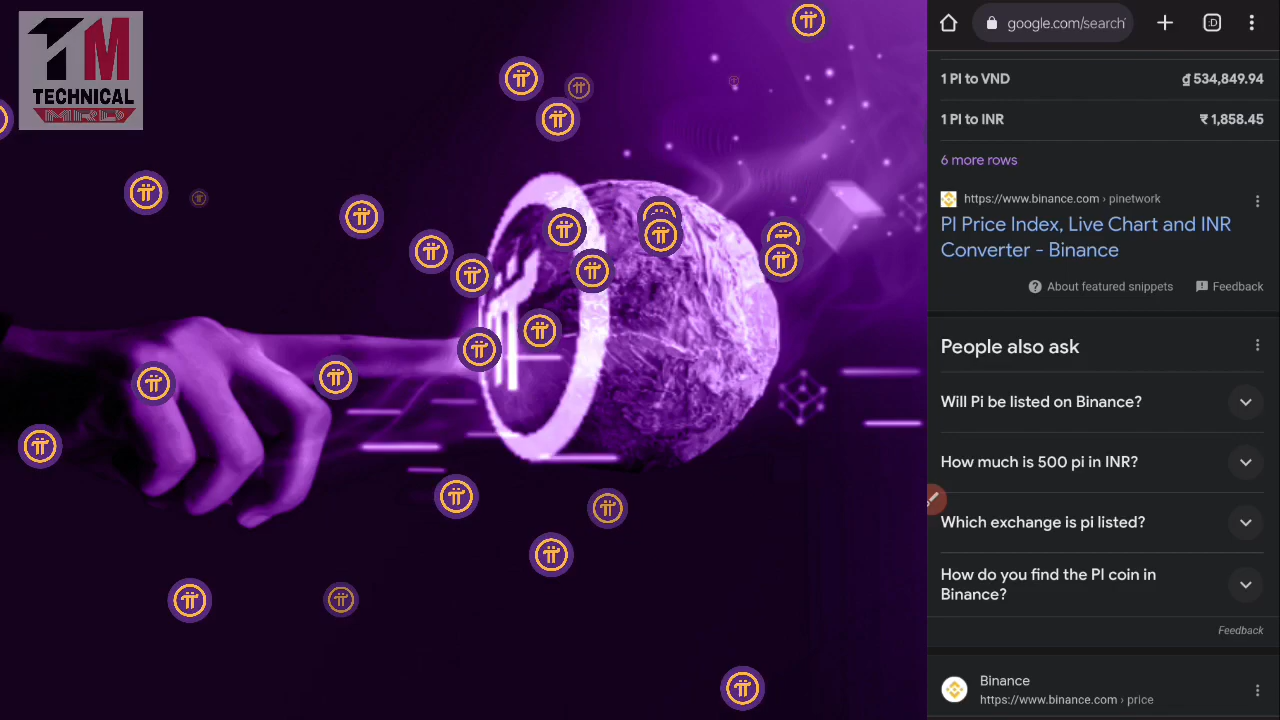 TM
TECHNICAL
MRD
google.com/search
:D
1 PI to VND ₫ 534,849.94
1 PI to INR ₹ 1,858.45
6 more rows
https://www.binance.com › pinetwork
PI Price Index, Live Chart and INR
Converter - Binance
About featured snippets Feedback
People also ask
Will Pi be listed on Binance?
How much is 500 pi in INR?
Which exchange is pi listed?
How do you find the PI coin in
Binance?
Feedback
Binance
https://www.binance.com › price